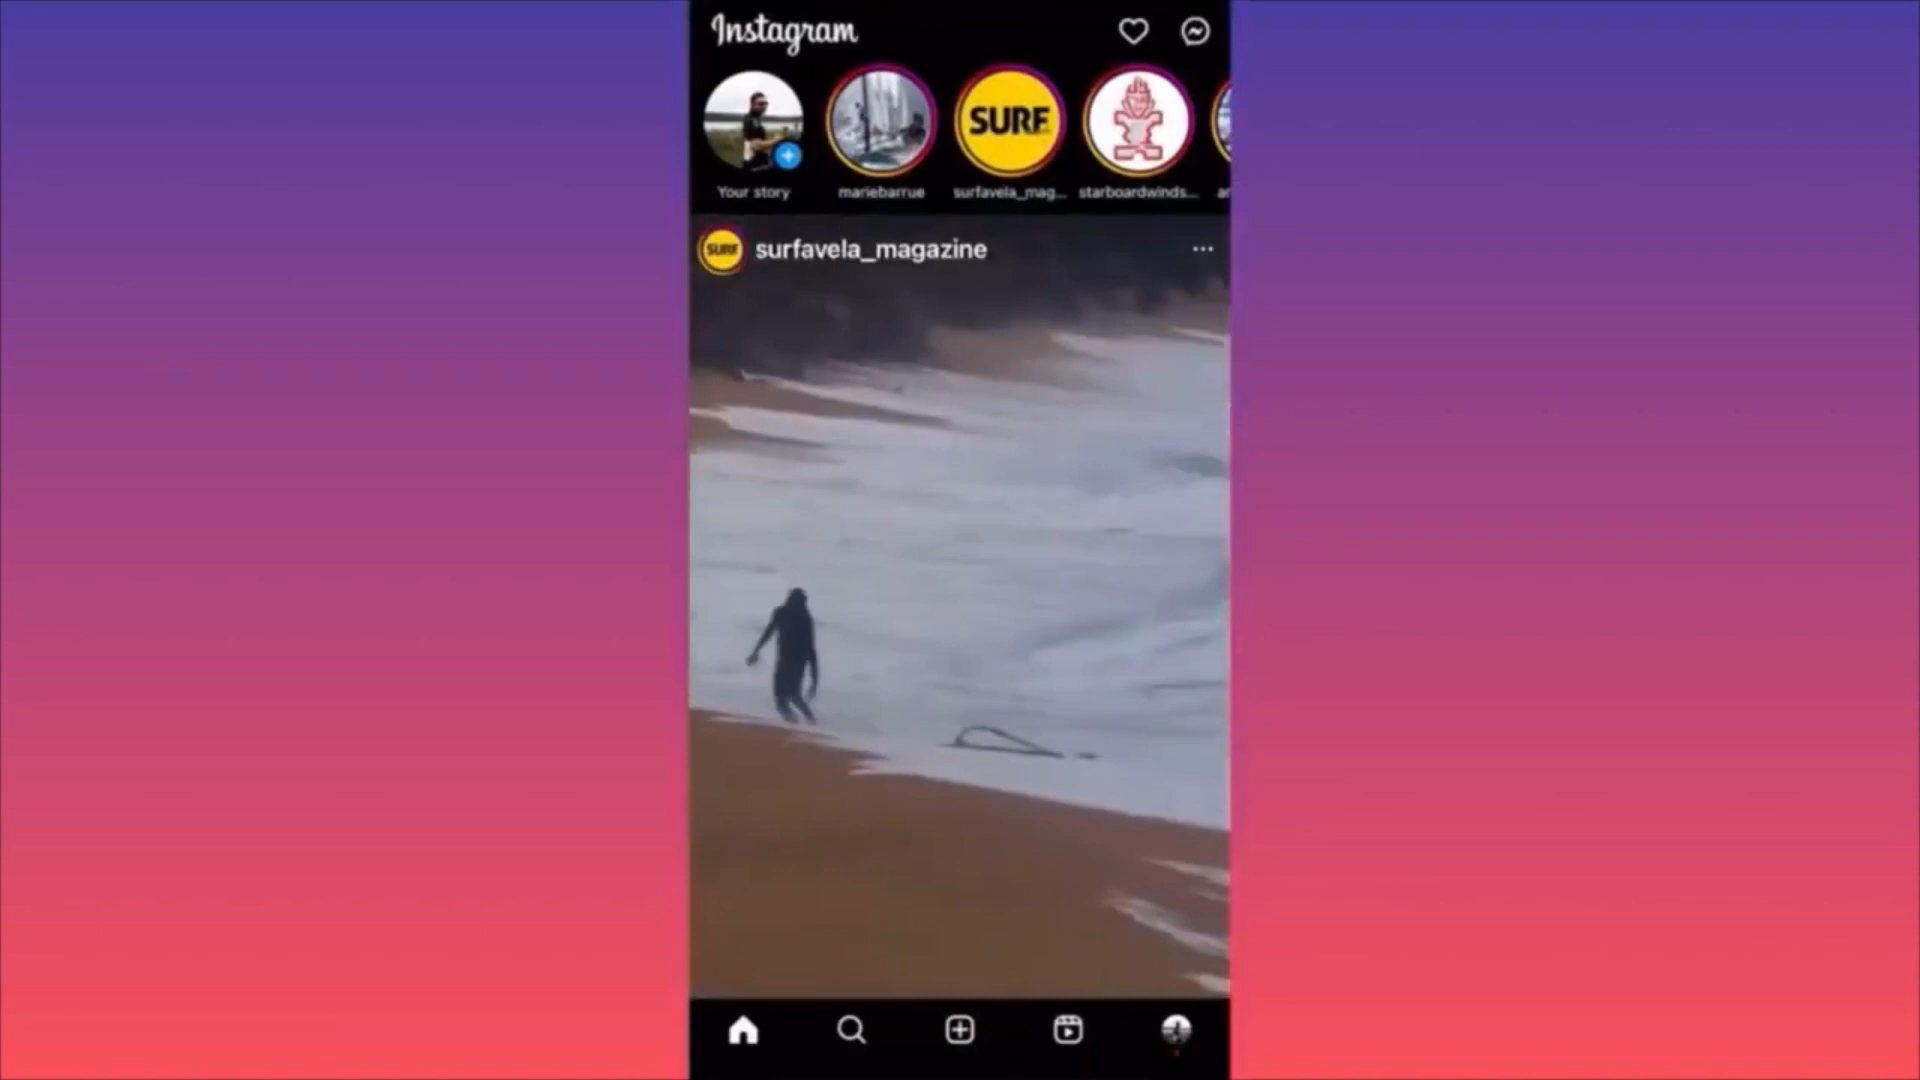 Instagram
SURF
Your story
mariebarrue
surfavela_mag...
starboardwinds...
SURF
surfavela_magazine